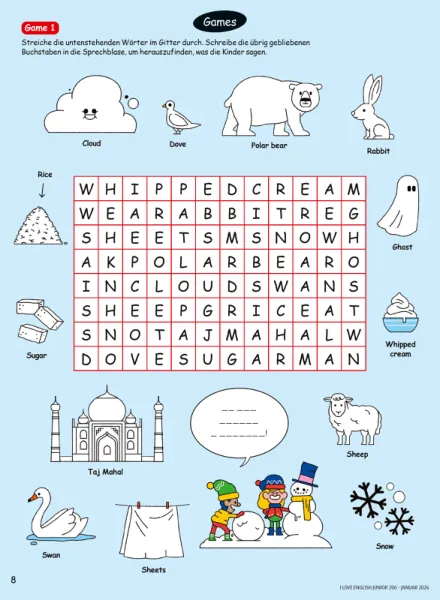 Games
Game 1
Streiche die untenstehenden Wörter im Gitter durch. Schreibe die übrig gebliebenen
Buchstaben in die Sprechblase, um herauszufinden, was die Kinder sagen.
Cloud
Dove
Polar bear
Rabbit
Rice
W H I P P E D C R E A M
W E A R A B B I T R E G
S H E E T S M S N O W H
A K P O L A R B E A R O
I N C L O U D S W A N S
S H E E P G R I C E A T
S N O T A J M A H A L W
D O V E S U G A R M A N
Ghost
Sugar
Whipped
cream
Taj Mahal
Sheep
Swan
Sheets
Snow
8
I LOVE ENGLISH JUNIOR 206 - JANUAR 2026